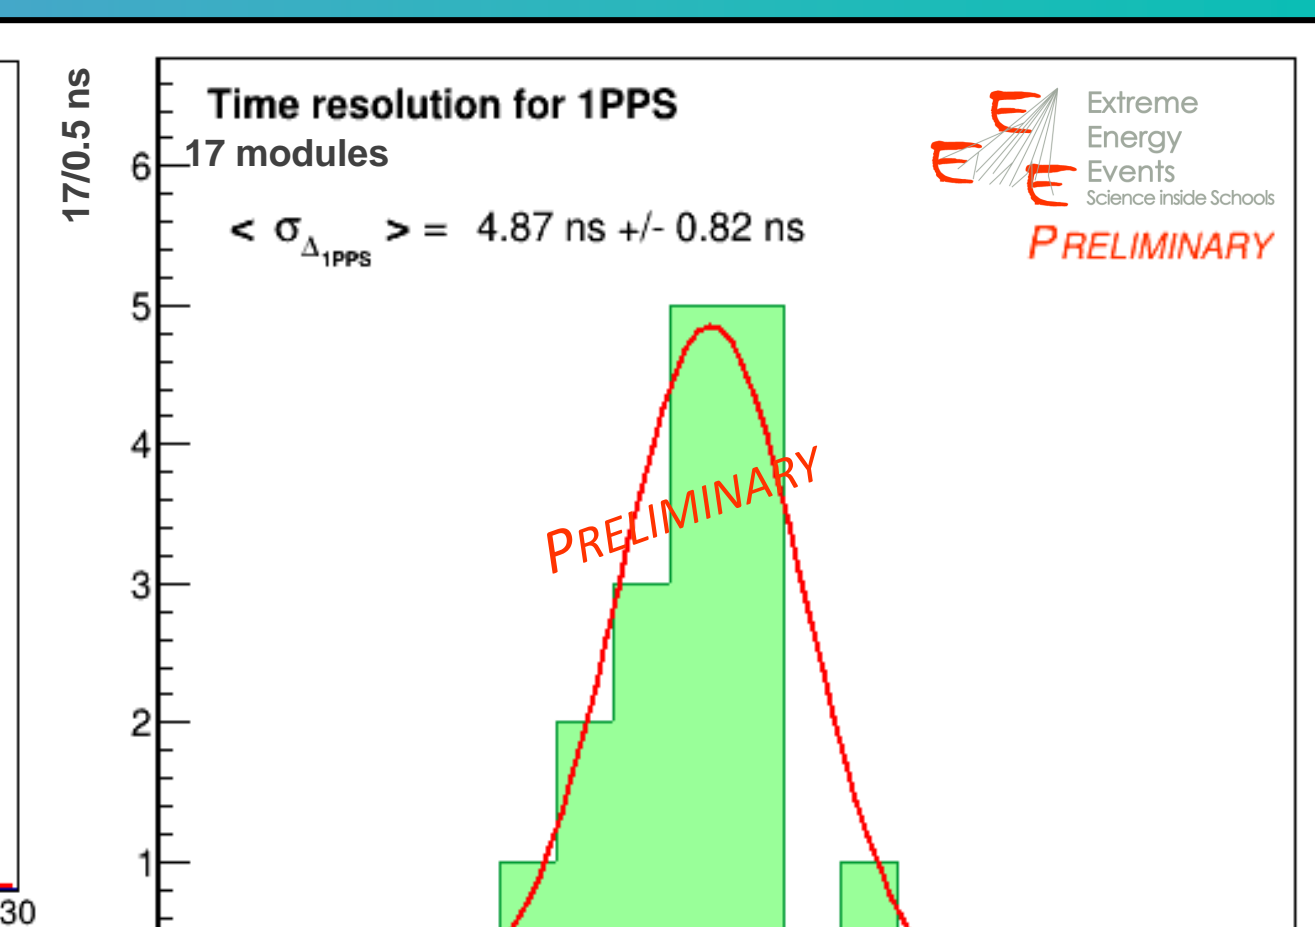 17/0.5 ns
Time resolution for 1PPS
17 modules
< σΔ1PPS > = 4.87 ns +/- 0.82 ns
Extreme
Energy
Events
Science inside Schools
PRELIMINARY
PRELIMINARY
6
5
4
3
2
1
30